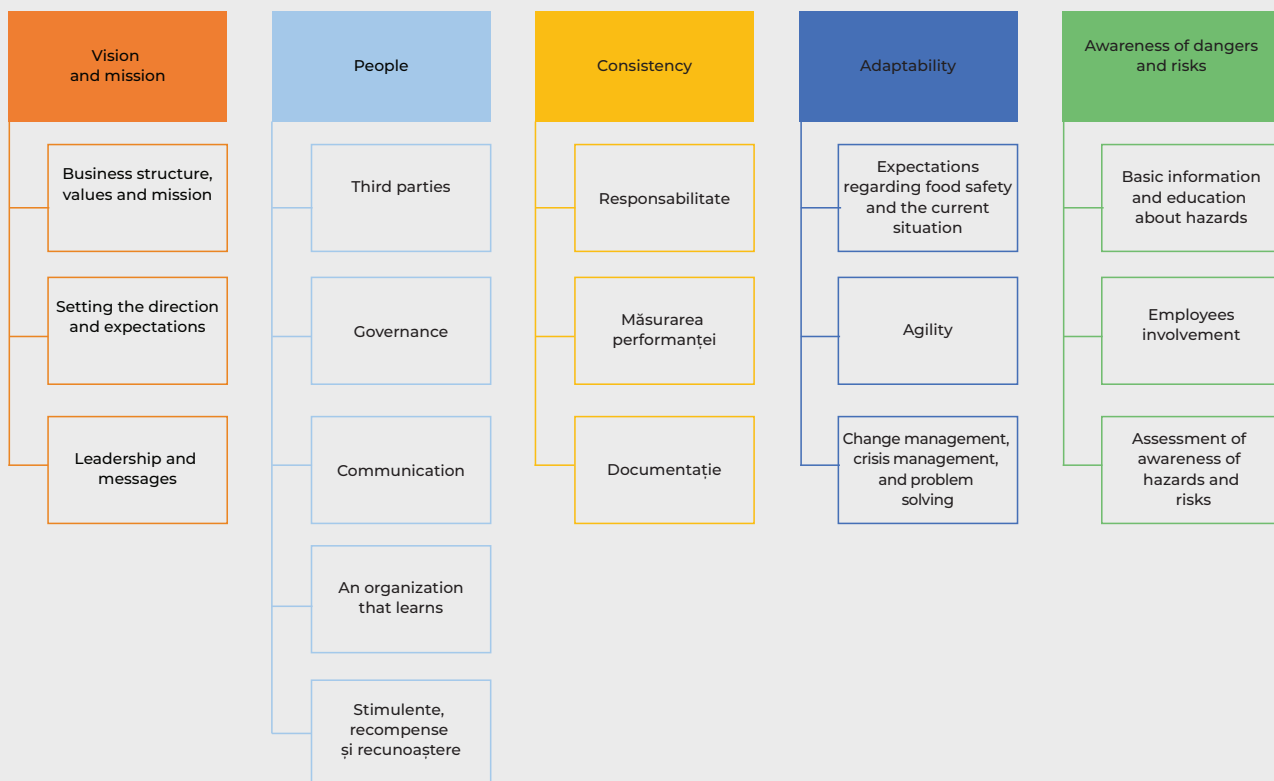 Vision
and mission
Business structure,
values and mission
Setting the direction
and expectations
Leadership and
messages
People
Third parties
Governance
Communication
An organization
that learns
Stimulente,
recompense
și recunoaștere
Consistency
Responsabilitate
Măsurarea
performanței
Documentație
Adaptability
Expectations
regarding food safety
and the current
situation
Agility
Change management,
crisis management,
and problem
solving
Awareness of dangers
and risks
Basic information
and education
about hazards
Employees
involvement
Assessment of
awareness of
hazards and
risks